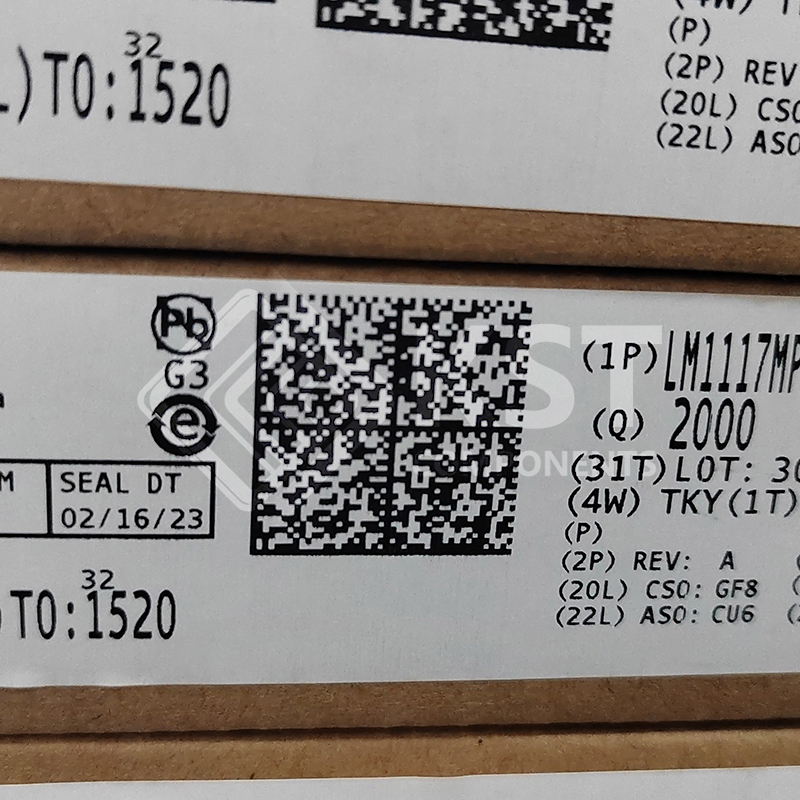 (P)
(2P) REV
(20L) CSO
(22L) ASO
32
L)TO:1520
Pb
G3
e
(1P)LM1117MP
(Q) 2000
(31T)LOT: 30
(4W) TKY(1T)
(P)
(2P) REV: A
(20L) CSO: GF8
(22L) ASO: CU6
M
SEAL DT
02/16/23
32
TO:1520
COMPONENTS